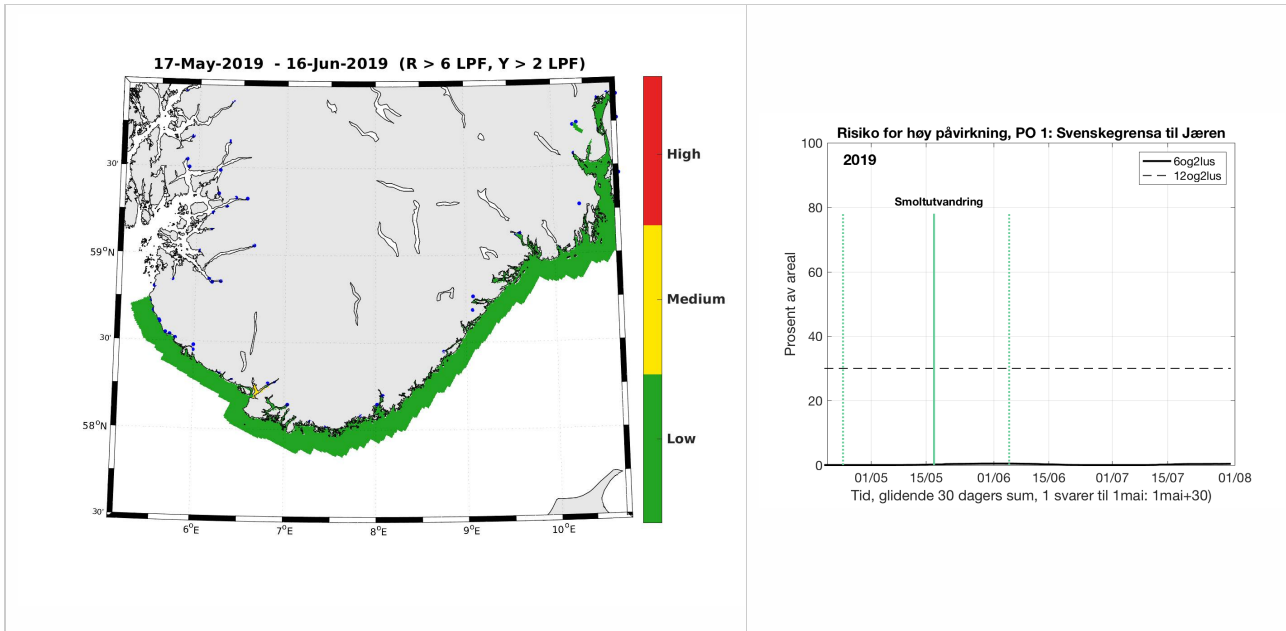 17-May-2019 - 16-Jun-2019 (R > 6 LPF, Y > 2 LPF)
30'
59°N
30'
58°N
30'
6°E
7°E
8°E
9°E
10°E
High
Medium
Low
Risiko for høy påvirkning, PO 1: Svenskegrensa til Jæren
2019
6og2lus
12og2lus
Smoltutvandring
Prosent av areal
100
80
60
40
20
0
01/05
15/05
01/06
15/06
01/07
15/07
01/08
Tid, glidende 30 dagers sum, 1 svarer til 1mai: 1mai+30)